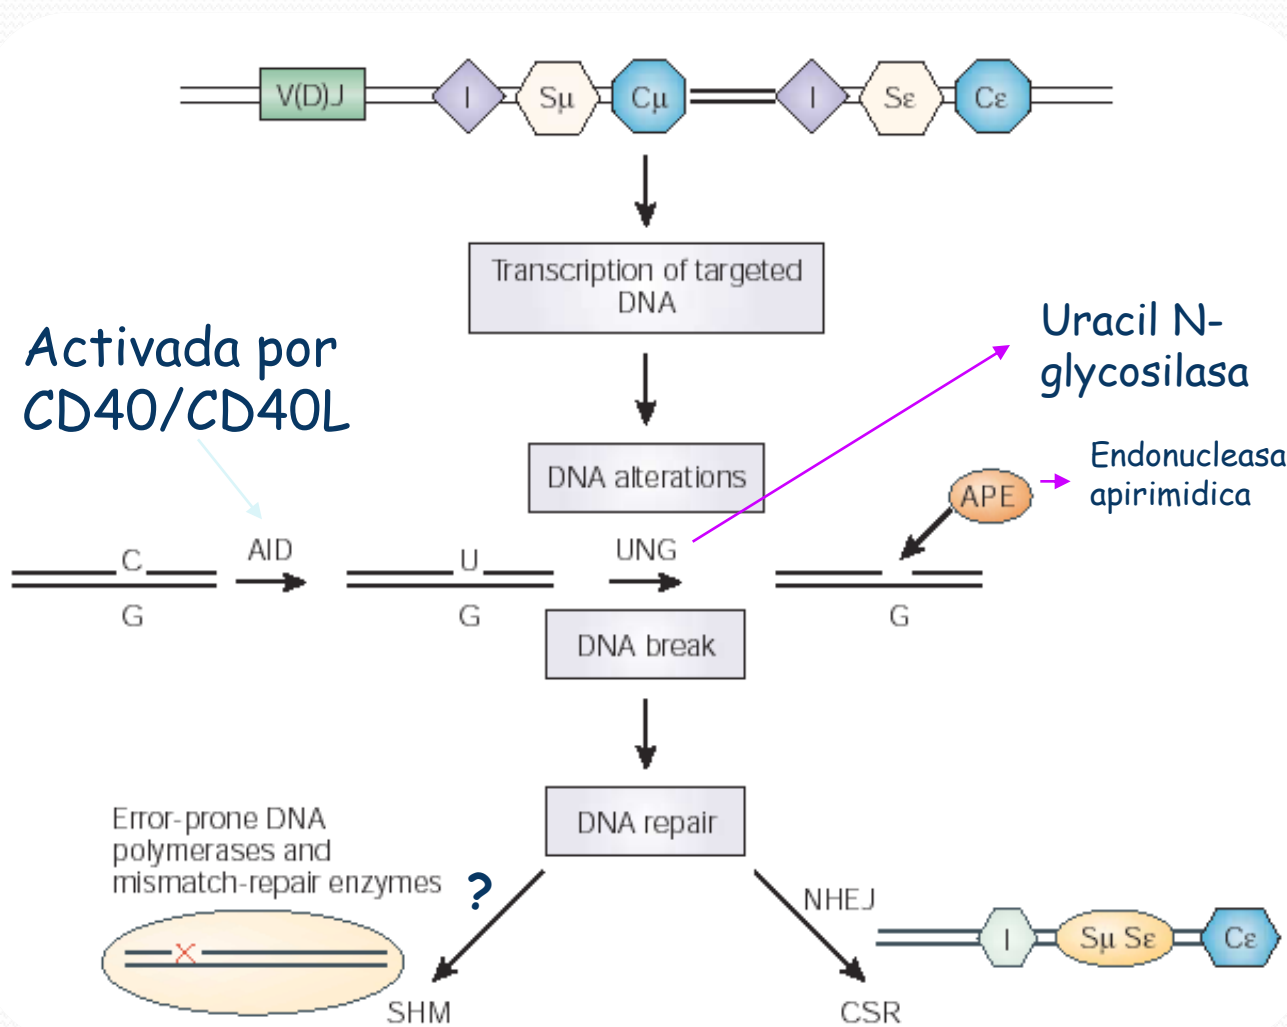 V(D)J I Sμ Cμ I Sε Cε
Transcription of targeted
DNA
Activada por
CD40/CD40L
Uracil N-
glycosilasa
DNA alterations
Endonucleasa
apirimidica
APE
C AID U UNG
G G G
DNA break
DNA repair
Error-prone DNA
polymerases and
mismatch-repair enzymes
?
NHEJ
X
I Sμ Sε Cε
SHM
CSR